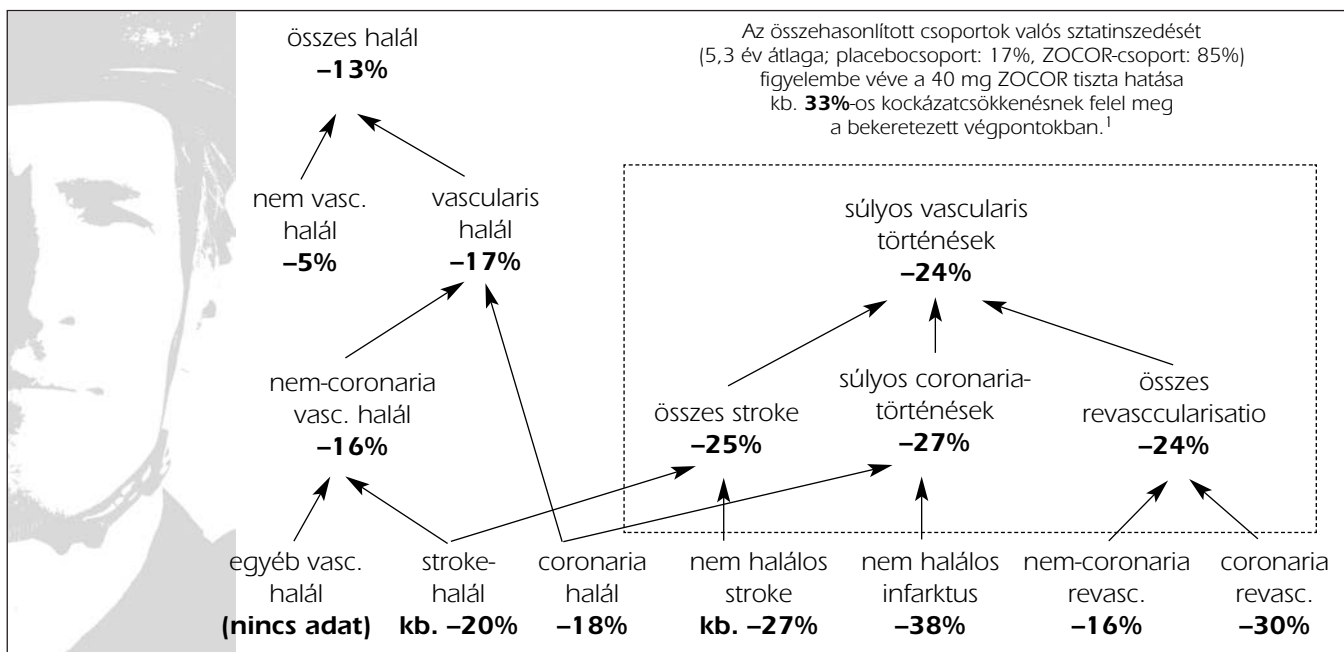 összes halál
–13%
Az összehasonlított csoportok valós sztatinszedését
(5,3 év átlaga; placebocsoport: 17%, ZOCOR-csoport: 85%)
figyelembe véve a 40 mg ZOCOR tiszta hatása
kb. 33%-os kockázatcsökkenésnek felel meg
a bekeretezett végpontokban.1
nem vasc.
halál
–5%
vascularis
halál
–17%
súlyos vascularis
történések
–24%
nem-coronaria
vasc. halál
–16%
összes stroke
–25%
súlyos coronaria-
történések
–27%
összes
revasccularisatio
–24%
egyéb vasc.
halál
(nincs adat)
stroke-
halál
kb. –20%
coronaria
halál
–18%
nem halálos
stroke
kb. –27%
nem halálos
infarktus
–38%
nem-coronaria
revasc.
–16%
coronaria
revasc.
–30%